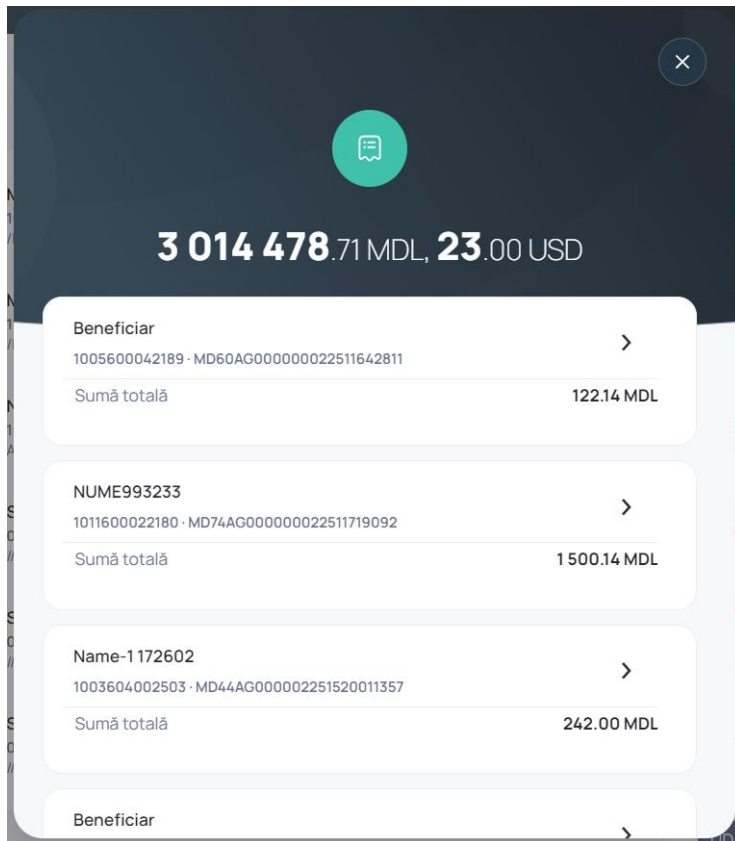 3 014 478.71 MDL, 23.00 USD
Beneficiar
1005600042189 · MD60AG000000022511642811
Sumă totală 122.14 MDL
NUME993233
1011600022180 · MD74AG000000022511719092
Sumă totală 1 500.14 MDL
Name-1 172602
1003604002503 · MD44AG000002251520011357
Sumă totală 242.00 MDL
Beneficiar